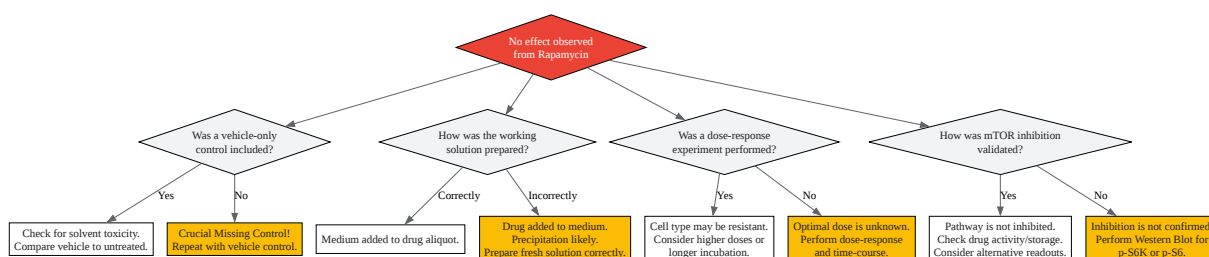 No effect observed
from Rapamycin
Was a vehicle-only
control included?
How was the working
solution prepared?
Was a dose-response
experiment performed?
How was mTOR inhibition
validated?
Yes
No
Correctly
Incorrectly
Yes
No
Yes
No
Check for solvent toxicity.
Compare vehicle to untreated.
Crucial Missing Control!
Repeat with vehicle control.
Medium added to drug aliquot.
Drug added to medium.
Precipitation likely.
Prepare fresh solution correctly.
Cell type may be resistant.
Consider higher doses or
longer incubation.
Optimal dose is unknown.
Perform dose-response
and time-course.
Pathway is not inhibited.
Check drug activity/storage.
Consider alternative readouts.
Inhibition is not confirmed
Perform Western Blot for
p-S6K or p-S6.